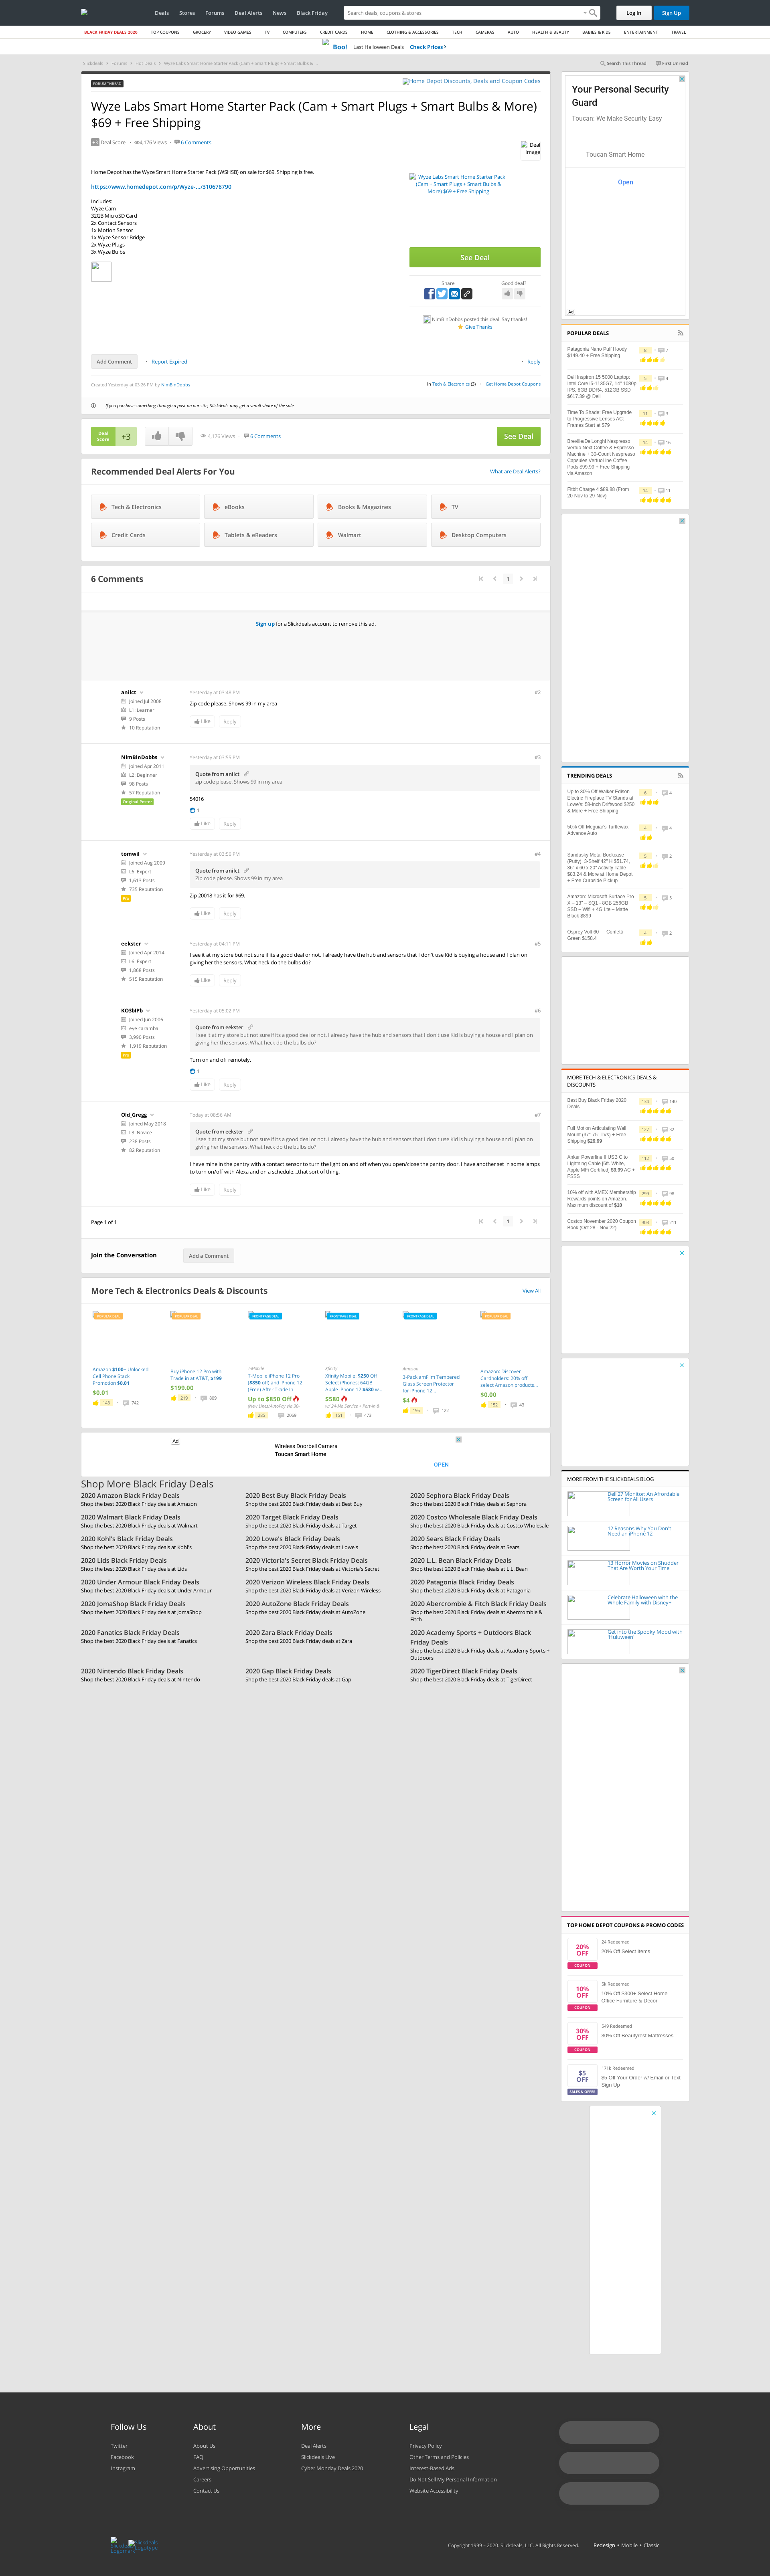 Deals Stores Forums Deal Alerts News Black Friday
Search deals, coupons & stores
Log In
Sign Up
BLACK FRIDAY DEALS 2020 TOP COUPONS GROCERY VIDEO GAMES TV COMPUTERS CREDIT CARDS HOME CLOTHING & ACCESSORIES TECH CAMERAS AUTO HEALTH & BEAUTY BABIES & KIDS ENTERTAINMENT TRAVEL
Boo! Last Halloween Deals Check Prices
Slickdeals > Forums > Hot Deals > Wyze Labs Smart Home Starter Pack (Cam + Smart Plugs + Smart Bulbs & ...
Search This Thread First Unread
FORUM THREAD
Home Depot Discounts, Deals and Coupon Codes
Wyze Labs Smart Home Starter Pack (Cam + Smart Plugs + Smart Bulbs & More)
$69 + Free Shipping
+3 Deal Score 4,176 Views 6 Comments
Deal
Image
Home Depot has the Wyze Smart Home Starter Pack (WSHSB) on sale for $69. Shipping is free.
https://www.homedepot.com/p/Wyze-.../310678790
Includes:
Wyze Cam
32GB MicroSD Card
2x Contact Sensors
1x Motion Sensor
1x Wyze Sensor Bridge
2x Wyze Plugs
3x Wyze Bulbs
Wyze Labs Smart Home Starter Pack
(Cam + Smart Plugs + Smart Bulbs &
More) $69 + Free Shipping
See Deal
Share
Good deal?
NimBinDobbs posted this deal. Say thanks!
Give Thanks
Add Comment
Report Expired
Reply
Created Yesterday at 03:26 PM by NimBinDobbs
in Tech & Electronics (3) Get Home Depot Coupons
If you purchase something through a post on our site, Slickdeals may get a small share of the sale.
Deal
Score
+3
4,176 Views
6 Comments
See Deal
Recommended Deal Alerts For You
What are Deal Alerts?
Tech & Electronics
eBooks
Books & Magazines
TV
Credit Cards
Tablets & eReaders
Walmart
Desktop Computers
6 Comments
1
Sign up for a Slickdeals account to remove this ad.
anilct
Joined Jul 2008
L1: Learner
9 Posts
10 Reputation
Yesterday at 03:48 PM
#2
Zip code please. Shows 99 in my area
Like Reply
NimBinDobbs
Joined Apr 2011
L2: Beginner
98 Posts
57 Reputation
Original Poster
Yesterday at 03:55 PM
#3
Quote from anilct
zip code please. Shows 99 in my area
54016
1
Like Reply
tomwil
Joined Aug 2009
L6: Expert
1,613 Posts
735 Reputation
Pro
Yesterday at 03:56 PM
#4
Quote from anilct
Zip code please. Shows 99 in my area
Zip 20018 has it for $69.
Like Reply
eekster
Joined Apr 2014
L6: Expert
1,868 Posts
515 Reputation
Yesterday at 04:11 PM
#5
I see it at my store but not sure if its a good deal or not. I already have the hub and sensors that I don't use Kid is buying a house and I plan on
giving her the sensors. What heck do the bulbs do?
Like Reply
KO3blPb
Joined Jun 2006
eye caramba
3,990 Posts
1,919 Reputation
Pro
Yesterday at 05:02 PM
#6
Quote from eekster
I see it at my store but not sure if its a good deal or not. I already have the hub and sensors that I don't use Kid is buying a house and I plan on
giving her the sensors. What heck do the bulbs do?
Turn on and off remotely.
1
Like Reply
Old_Gregg
Joined May 2018
L3: Novice
238 Posts
82 Reputation
Today at 08:56 AM
#7
Quote from eekster
I see it at my store but not sure if its a good deal or not. I already have the hub and sensors that I don't use Kid is buying a house and I plan on
giving her the sensors. What heck do the bulbs do?
I have mine in the pantry with a contact sensor to turn the light on and off when you open/close the pantry door. I have another set in some lamps
to turn on/off with Alexa and on a schedule....that sort of thing.
Like Reply
Page 1 of 1
1
Join the Conversation
Add a Comment
More Tech & Electronics Deals & Discounts
View All
POPULAR DEAL
Amazon $100+ Unlocked
Cell Phone Stack
Promotion $0.01
$0.01
143 742
POPULAR DEAL
Buy iPhone 12 Pro with
Trade In at AT&T, $199
$199.00
219 809
FRONTPAGE DEAL
T-Mobile
T-Mobile iPhone 12 Pro
($850 off) and iPhone 12
(Free) After Trade In
Up to $850 Off
285 2069
FRONTPAGE DEAL
Xfinity
Xfinity Mobile: $250 Off
Select iPhones: 64GB
Apple iPhone 12 $580 w...
$580
w/ 24-Mo Service + Port-In &
151 473
FRONTPAGE DEAL
Amazon
3-Pack amFilm Tempered
Glass Screen Protector
for iPhone 12...
$4
195 122
POPULAR DEAL
Amazon: Discover
Cardholders: 20% off
select Amazon products...
$0.00
152 43
Ad
Wireless Doorbell Camera
Toucan Smart Home
OPEN
Shop More Black Friday Deals
2020 Amazon Black Friday Deals
Shop the best 2020 Black Friday deals at Amazon
2020 Best Buy Black Friday Deals
Shop the best 2020 Black Friday deals at Best Buy
2020 Sephora Black Friday Deals
Shop the best 2020 Black Friday deals at Sephora
2020 Walmart Black Friday Deals
Shop the best 2020 Black Friday deals at Walmart
2020 Target Black Friday Deals
Shop the best 2020 Black Friday deals at Target
2020 Costco Wholesale Black Friday Deals
Shop the best 2020 Black Friday deals at Costco Wholesale
2020 Kohl's Black Friday Deals
Shop the best 2020 Black Friday deals at Kohl's
2020 Lowe's Black Friday Deals
Shop the best 2020 Black Friday deals at Lowe's
2020 Sears Black Friday Deals
Shop the best 2020 Black Friday deals at Sears
2020 Lids Black Friday Deals
Shop the best 2020 Black Friday deals at Lids
2020 Victoria's Secret Black Friday Deals
Shop the best 2020 Black Friday deals at Victoria's Secret
2020 L.L. Bean Black Friday Deals
Shop the best 2020 Black Friday deals at L.L. Bean
2020 Under Armour Black Friday Deals
Shop the best 2020 Black Friday deals at Under Armour
2020 Verizon Wireless Black Friday Deals
Shop the best 2020 Black Friday deals at Verizon Wireless
2020 Patagonia Black Friday Deals
Shop the best 2020 Black Friday deals at Patagonia
2020 JomaShop Black Friday Deals
Shop the best 2020 Black Friday deals at JomaShop
2020 AutoZone Black Friday Deals
Shop the best 2020 Black Friday deals at AutoZone
2020 Abercrombie & Fitch Black Friday Deals
Shop the best 2020 Black Friday deals at Abercrombie &
Fitch
2020 Fanatics Black Friday Deals
Shop the best 2020 Black Friday deals at Fanatics
2020 Zara Black Friday Deals
Shop the best 2020 Black Friday deals at Zara
2020 Academy Sports + Outdoors Black
Friday Deals
Shop the best 2020 Black Friday deals at Academy Sports +
Outdoors
2020 Nintendo Black Friday Deals
Shop the best 2020 Black Friday deals at Nintendo
2020 Gap Black Friday Deals
Shop the best 2020 Black Friday deals at Gap
2020 TigerDirect Black Friday Deals
Shop the best 2020 Black Friday deals at TigerDirect
Your Personal Security
Guard
Toucan: We Make Security Easy
Toucan Smart Home
Open
Ad
POPULAR DEALS
Patagonia Nano Puff Hoody
$149.40 + Free Shipping
6 7
Dell Inspiron 15 5000 Laptop:
Intel Core i5-1135G7, 14" 1080p
IPS, 8GB DDR4, 512GB SSD
$617.39 @ Dell
5 4
Time To Shade: Free Upgrade
to Progressive Lenses AC:
Frames Start at $79
11 3
Breville/De'Longhi Nespresso
Vertuo Next Coffee & Espresso
Machine + 30-Count Nespresso
Capsules VertuoLine Coffee
Pods $99.99 + Free Shipping
via Amazon
14 16
Fitbit Charge 4 $89.98 (From
20-Nov to 29-Nov)
14 11
TRENDING DEALS
Up to 30% Off Walker Edison
Electric Fireplace TV Stands at
Lowe's: 58-Inch Driftwood $250
& More + Free Shipping
6 4
50% Off Meguiar's Turtlewax
Advance Auto
4 4
Sandusky Metal Bookcase
(Putty): 3-Shelf 42" H $51.74,
36" x 60 x 20" Activity Table
$83.24 & More at Home Depot
+ Free Curbside Pickup.
5 2
Amazon: Microsoft Surface Pro
X – 13" – SQ1 - 8GB 256GB
SSD – Wifi + 4G Lte – Matte
Black $699
5 5
Osprey Volt 60 — Confetti
Green $158.4
4 2
MORE TECH & ELECTRONICS DEALS &
DISCOUNTS
Best Buy Black Friday 2020
Deals
134 140
Full Motion Articulating Wall
Mount (37"-75" TVs) + Free
Shipping $29.99
127 32
Anker Powerline II USB C to
Lightning Cable [6ft, White,
Apple MFi Certified] $9.99 AC +
FSSS
112 50
10% off with AMEX Membership
Rewards points on Amazon.
Maximum discount of $10
299 98
Costco November 2020 Coupon
Book (Oct 28 - Nov 22)
303 211
MORE FROM THE SLICKDEALS BLOG
Dell 27 Monitor: An Affordable
Screen for All Users
12 Reasons Why You Don't
Need an iPhone 12
13 Horror Movies on Shudder
That Are Worth Your Time
Celebrate Halloween with the
Whole Family with Disney+
Get Into the Spooky Mood with
'Huluween'
TOP HOME DEPOT COUPONS & PROMO CODES
20%
OFF
COUPON
24 Redeemed
20% Off Select Items
10%
OFF
COUPON
5k Redeemed
10% Off $300+ Select Home
Office Furniture & Decor
30%
OFF
COUPON
549 Redeemed
30% Off Beautyrest Mattresses
$5
OFF
SALES & OFFER
1716 Redeemed
$5 Off Your Order w/ Email or Text
Sign Up
Follow Us
Twitter
Facebook
Instagram
About
About Us
FAQ
Advertising Opportunities
Careers
Contact Us
More
Deal Alerts
Slickdeals Live
Cyber Monday Deals 2020
Legal
Privacy Policy
Other Terms and Policies
Interest-Based Ads
Do Not Sell My Personal Information
Website Accessibility
Copyright 1999 – 2020, Slickdeals, LLC. All Rights Reserved.
Redesign • Mobile • Classic